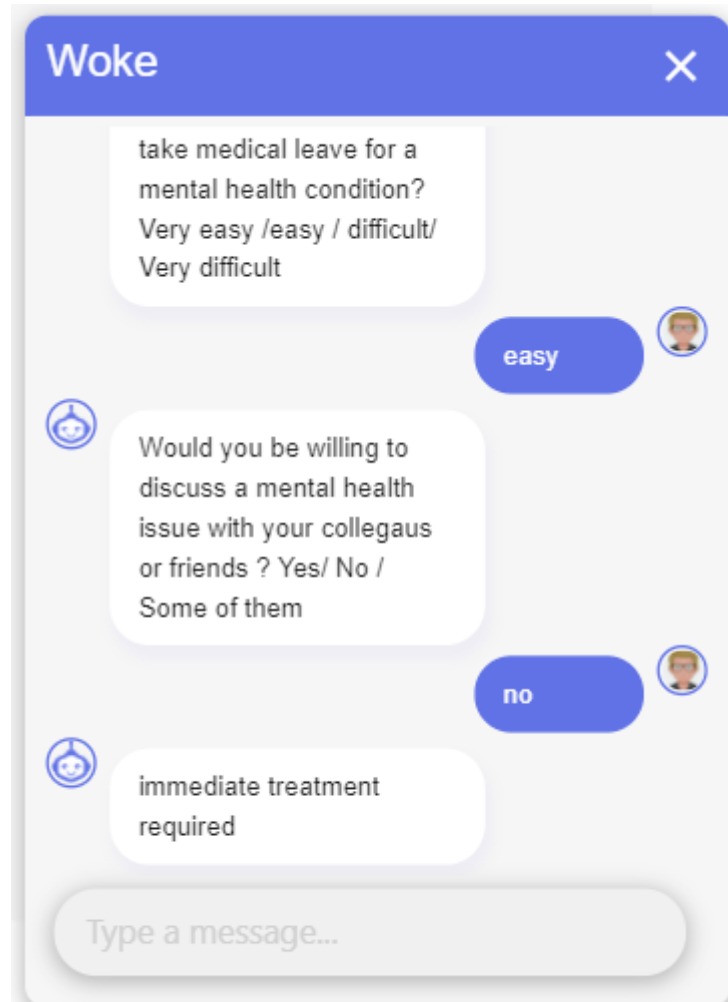 Woke
take medical leave for a
mental health condition?
Very easy /easy / difficult/
Very difficult
easy
Would you be willing to
discuss a mental health
issue with your collegaus
or friends ? Yes/ No /
Some of them
no
immediate treatment
required
Type a message...